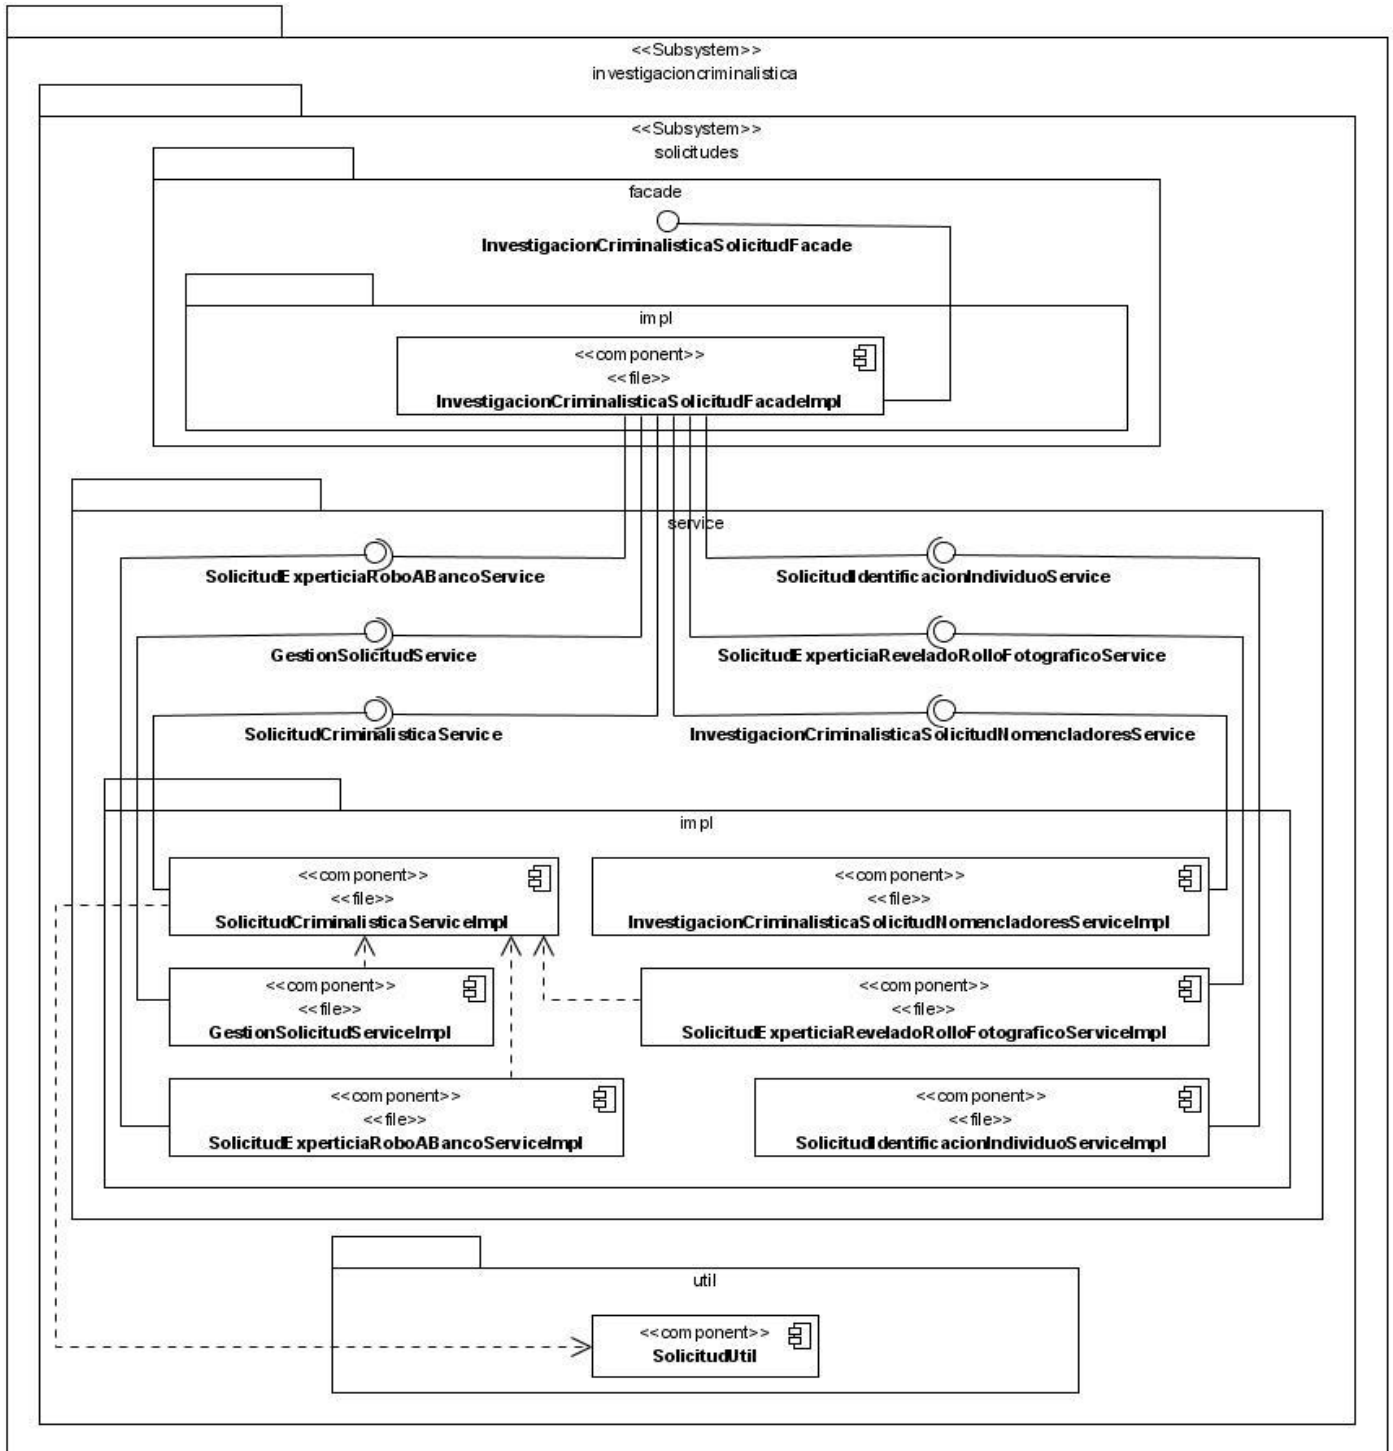 <<Subsystem>>
investigacioncriminalistica
<<Subsystem>>
solicitudes
facade
InvestigacionCriminalisticaSolicitudFacade
impl
<<component>>
<<file>>
InvestigacionCriminalisticaSolicitudFacadeImpl
service
SolicitudExperticiaRoboABancoService
SolicitudIdentificacionIndividuoService
GestionSolicitudService
SolicitudExperticiaReveladoRolloFotograficoService
SolicitudCriminalisticaService
InvestigacionCriminalisticaSolicitudNomencladoresService
impl
<<component>>
<<file>>
SolicitudCriminalisticaServiceImpl
<<component>>
<<file>>
InvestigacionCriminalisticaSolicitudNomencladoresServiceImpl
<<component>>
<<file>>
GestionSolicitudServiceImpl
<<component>>
<<file>>
SolicitudExperticiaReveladoRolloFotograficoServiceImpl
<<component>>
<<file>>
SolicitudExperticiaRoboABancoServiceImpl
<<component>>
<<file>>
SolicitudIdentificacionIndividuoServiceImpl
util
<<component>>
SolicitudUtil